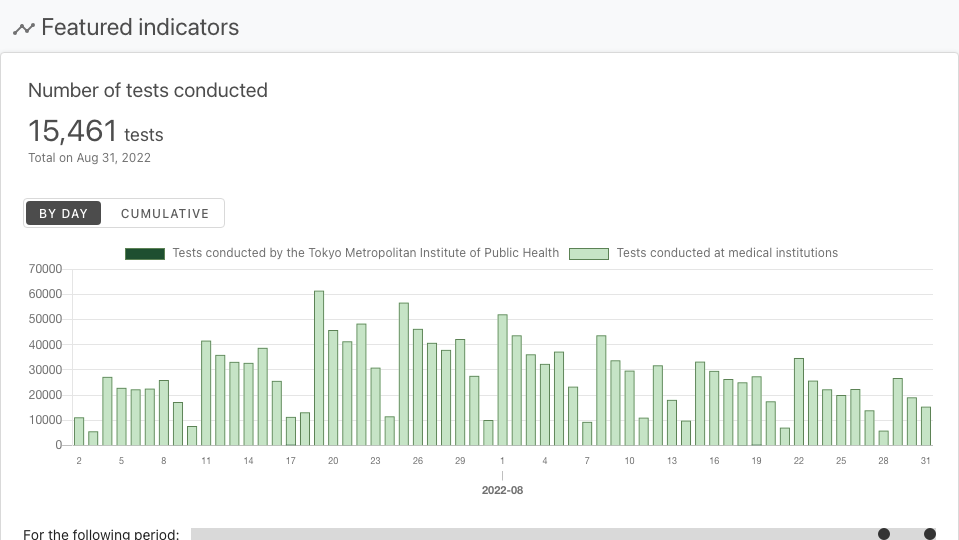 Featured indicators
Number of tests conducted
15,461 tests
Total on Aug 31, 2022
BY DAY CUMULATIVE
Tests conducted by the Tokyo Metropolitan Institute of Public Health Tests conducted at medical institutions
70000
60000
50000
40000
30000
20000
10000
0
2 5 8 11 14 17 20 23 26 29 1 4 7 10 13 16 19 22 25 28 31
2022-08
For the following period: